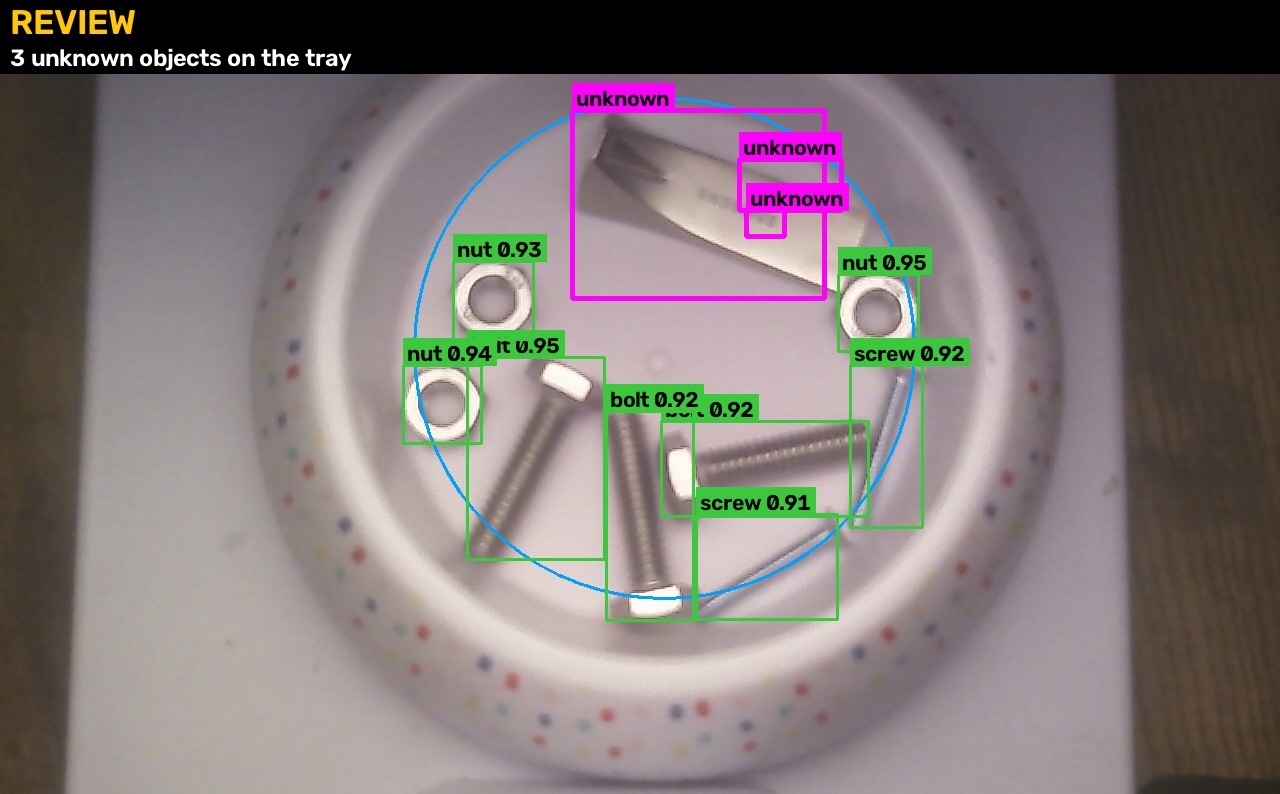 REVIEW
3 unknown objects on the tray
unknown
unknown
unknown
nut 0.93
nut 0.95
nut 0.94
0.95
screw 0.92
bolt 0.92
0.92
screw 0.91